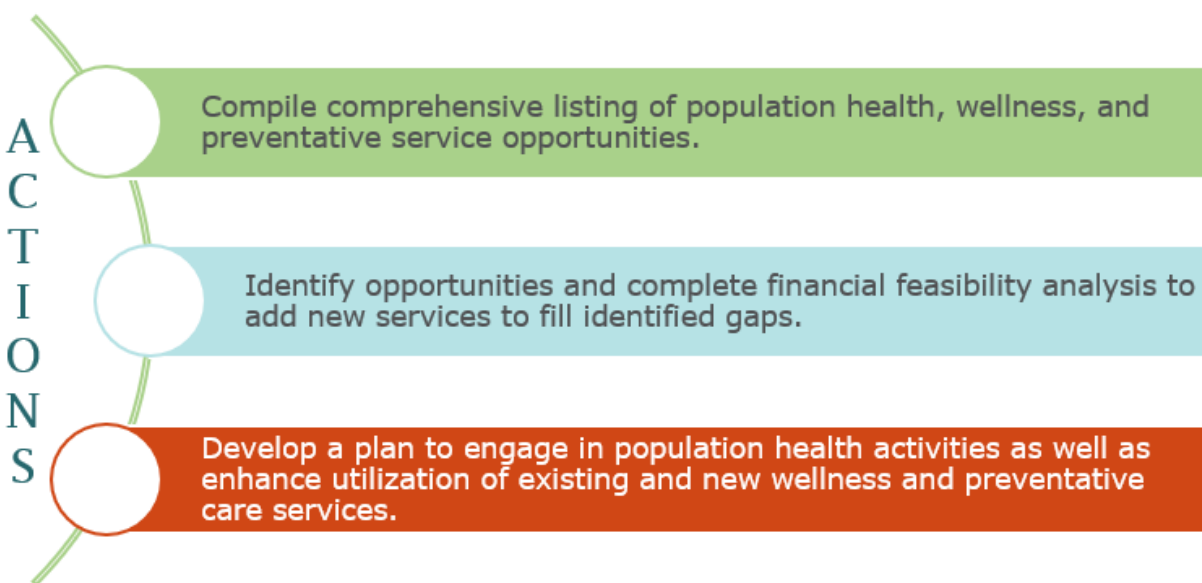 ACTIONS
Compile comprehensive listing of population health, wellness, and
preventative service opportunities.
Identify opportunities and complete financial feasibility analysis to
add new services to fill identified gaps.
Develop a plan to engage in population health activities as well as
enhance utilization of existing and new wellness and preventative
care services.